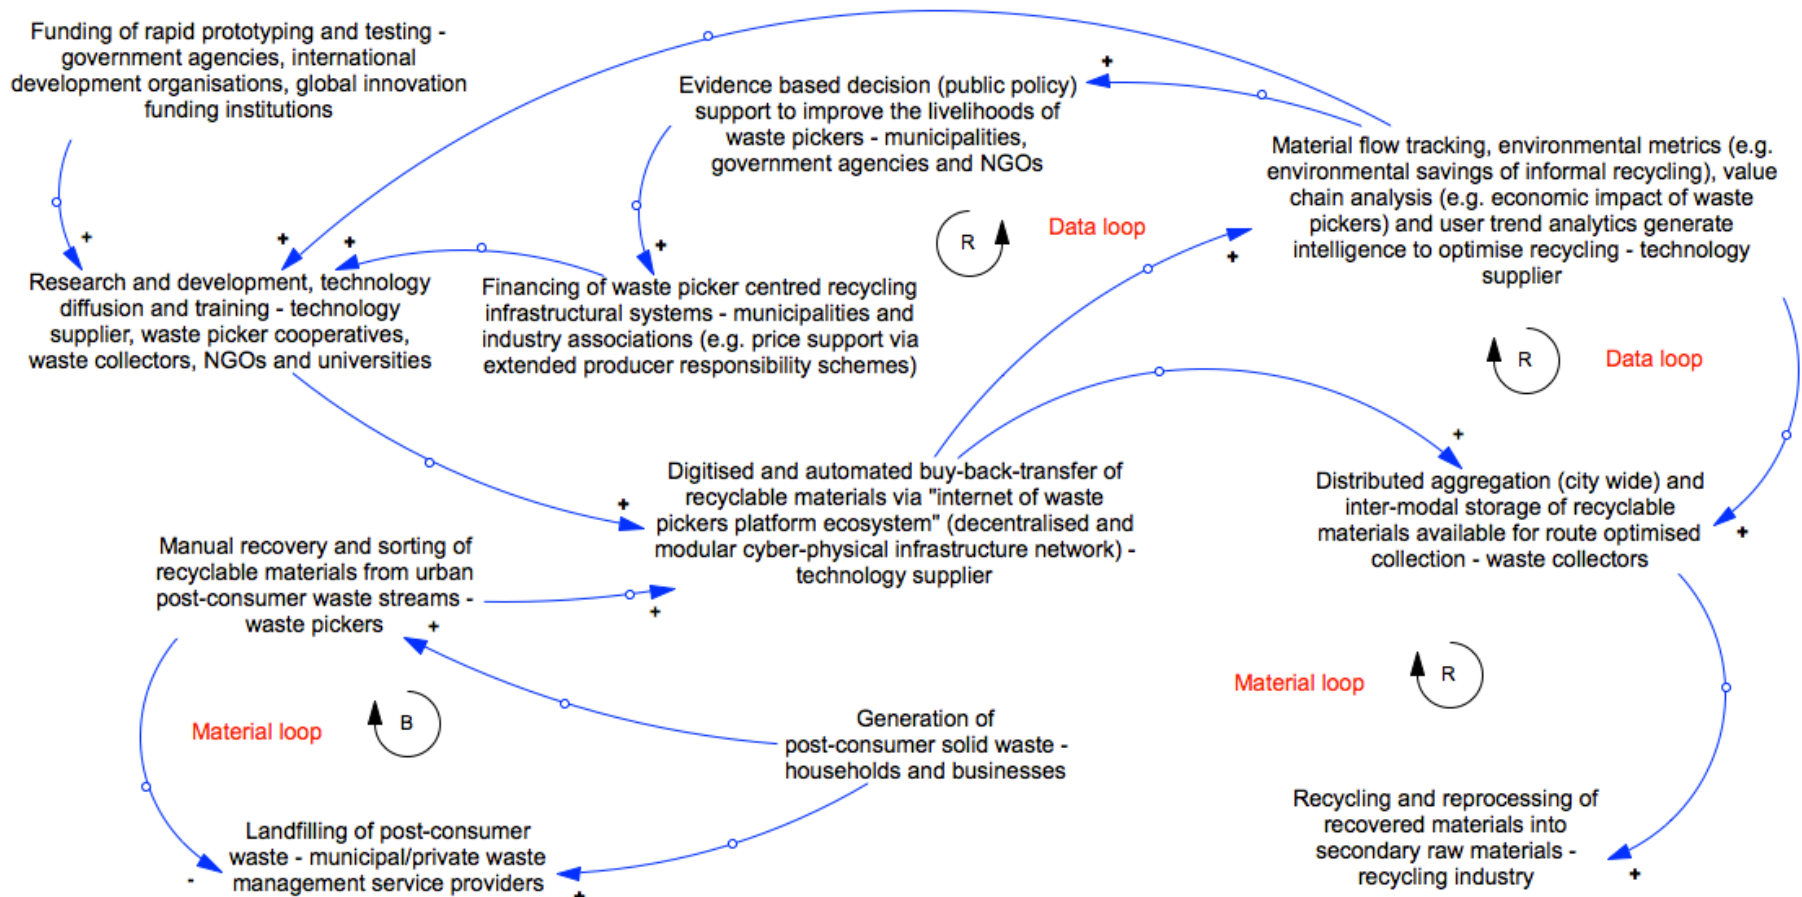 Funding of rapid prototyping and testing -
government agencies, international
development organisations, global innovation
funding institutions
+
Evidence based decision (public policy)
support to improve the livelihoods of
waste pickers - municipalities,
government agencies and NGOs
+
Material flow tracking, environmental metrics (e.g.
environmental savings of informal recycling), value
chain analysis (e.g. economic impact of waste
pickers) and user trend analytics generate
intelligence to optimise recycling - technology
supplier
+
+
+
+
+
R
Data loop
Research and development, technology
diffusion and training - technology
supplier, waste picker cooperatives,
waste collectors, NGOs and universities
Financing of waste picker centred recycling
infrastructural systems - municipalities and
industry associations (e.g. price support via
extended producer responsibility schemes)
R
Data loop
+
Digitised and automated buy-back-transfer of
recyclable materials via "internet of waste
pickers platform ecosystem" (decentralised and
modular cyber-physical infrastructure network) -
technology supplier
+
Distributed aggregation (city wide) and
inter-modal storage of recyclable
materials available for route optimised
collection - waste collectors
+
Manual recovery and sorting of
recyclable materials from urban
post-consumer waste streams -
waste pickers
+
+
Material loop
R
Material loop
B
Generation of
post-consumer solid waste -
households and businesses
Landfilling of post-consumer
waste - municipal/private waste
management service providers
-
+
Recycling and reprocessing of
recovered materials into
secondary raw materials -
recycling industry
+